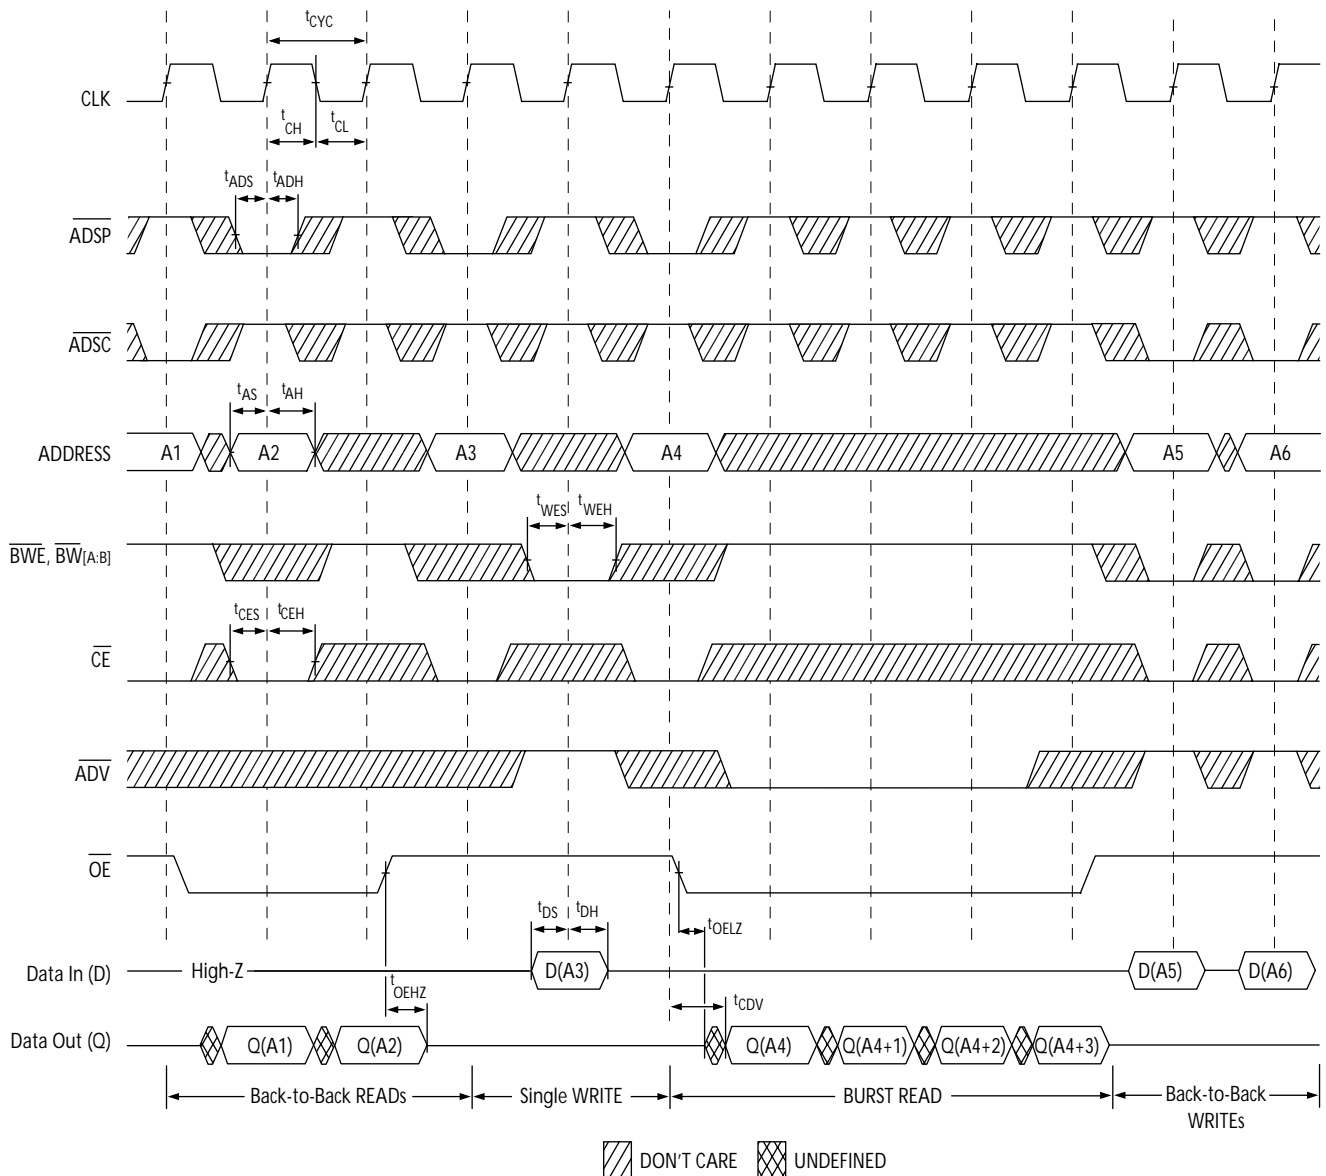 tCYC
CLK
tCH
tCL
tADS
tADH
ADSP
ADSC
tAS
tAH
ADDRESS
A1
A2
A3
A4
A5
A6
tWES
tWEH
BWE, BW[A:B]
tCES
tCEH
CE
ADV
OE
tDS
tDH
tOELZ
Data In (D)
High-Z
D(A3)
D(A5)
D(A6)
tOEHZ
tCDV
Data Out (Q)
Q(A1)
Q(A2)
Q(A4)
Q(A4+1)
Q(A4+2)
Q(A4+3)
Back-to-Back READs
Single WRITE
BURST READ
Back-to-Back
WRITEs
DON'T CARE
UNDEFINED